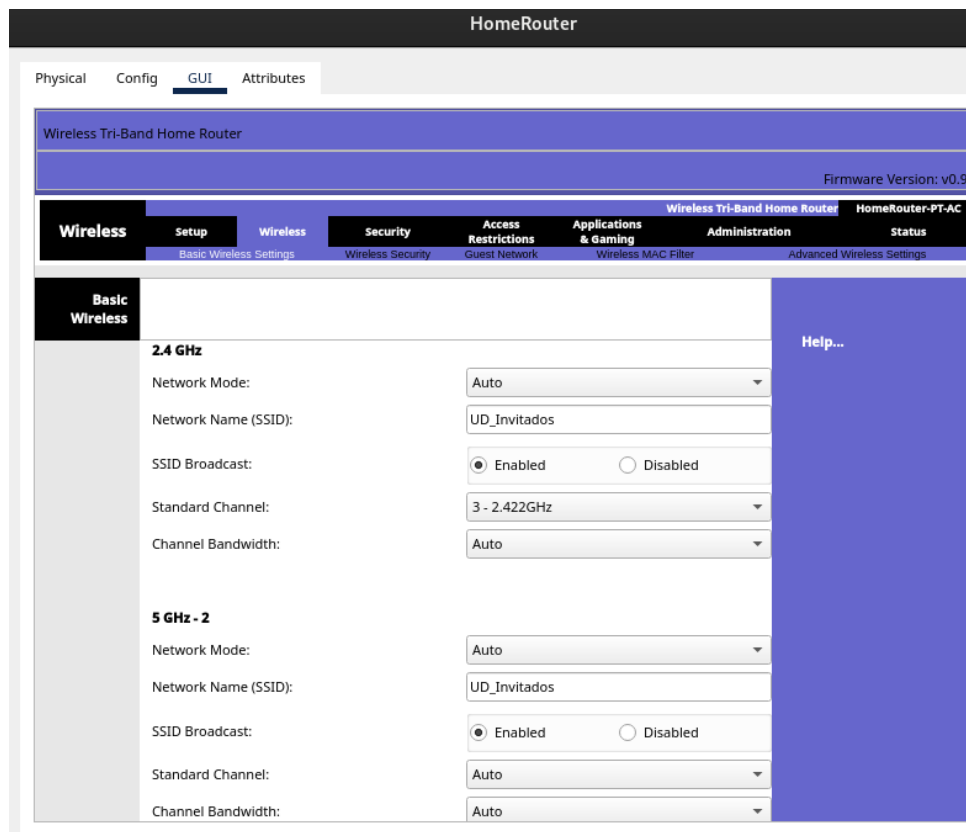 HomeRouter
Physical Config GUI Attributes
Wireless Tri-Band Home Router
Firmware Version: v0.9
Wireless Tri-Band Home Router HomeRouter-PT-AC
Wireless Setup Wireless Security Access Restrictions Applications & Gaming Administration Status
Basic Wireless Settings Wireless Security Guest Network Wireless MAC Filter Advanced Wireless Settings
Basic
Wireless
Help...
2.4 GHz
Network Mode: Auto
Network Name (SSID): UD_Invitados
SSID Broadcast: Enabled Disabled
Standard Channel: 3 - 2.422GHz
Channel Bandwidth: Auto
5 GHz - 2
Network Mode: Auto
Network Name (SSID): UD_Invitados
SSID Broadcast: Enabled Disabled
Standard Channel: Auto
Channel Bandwidth: Auto